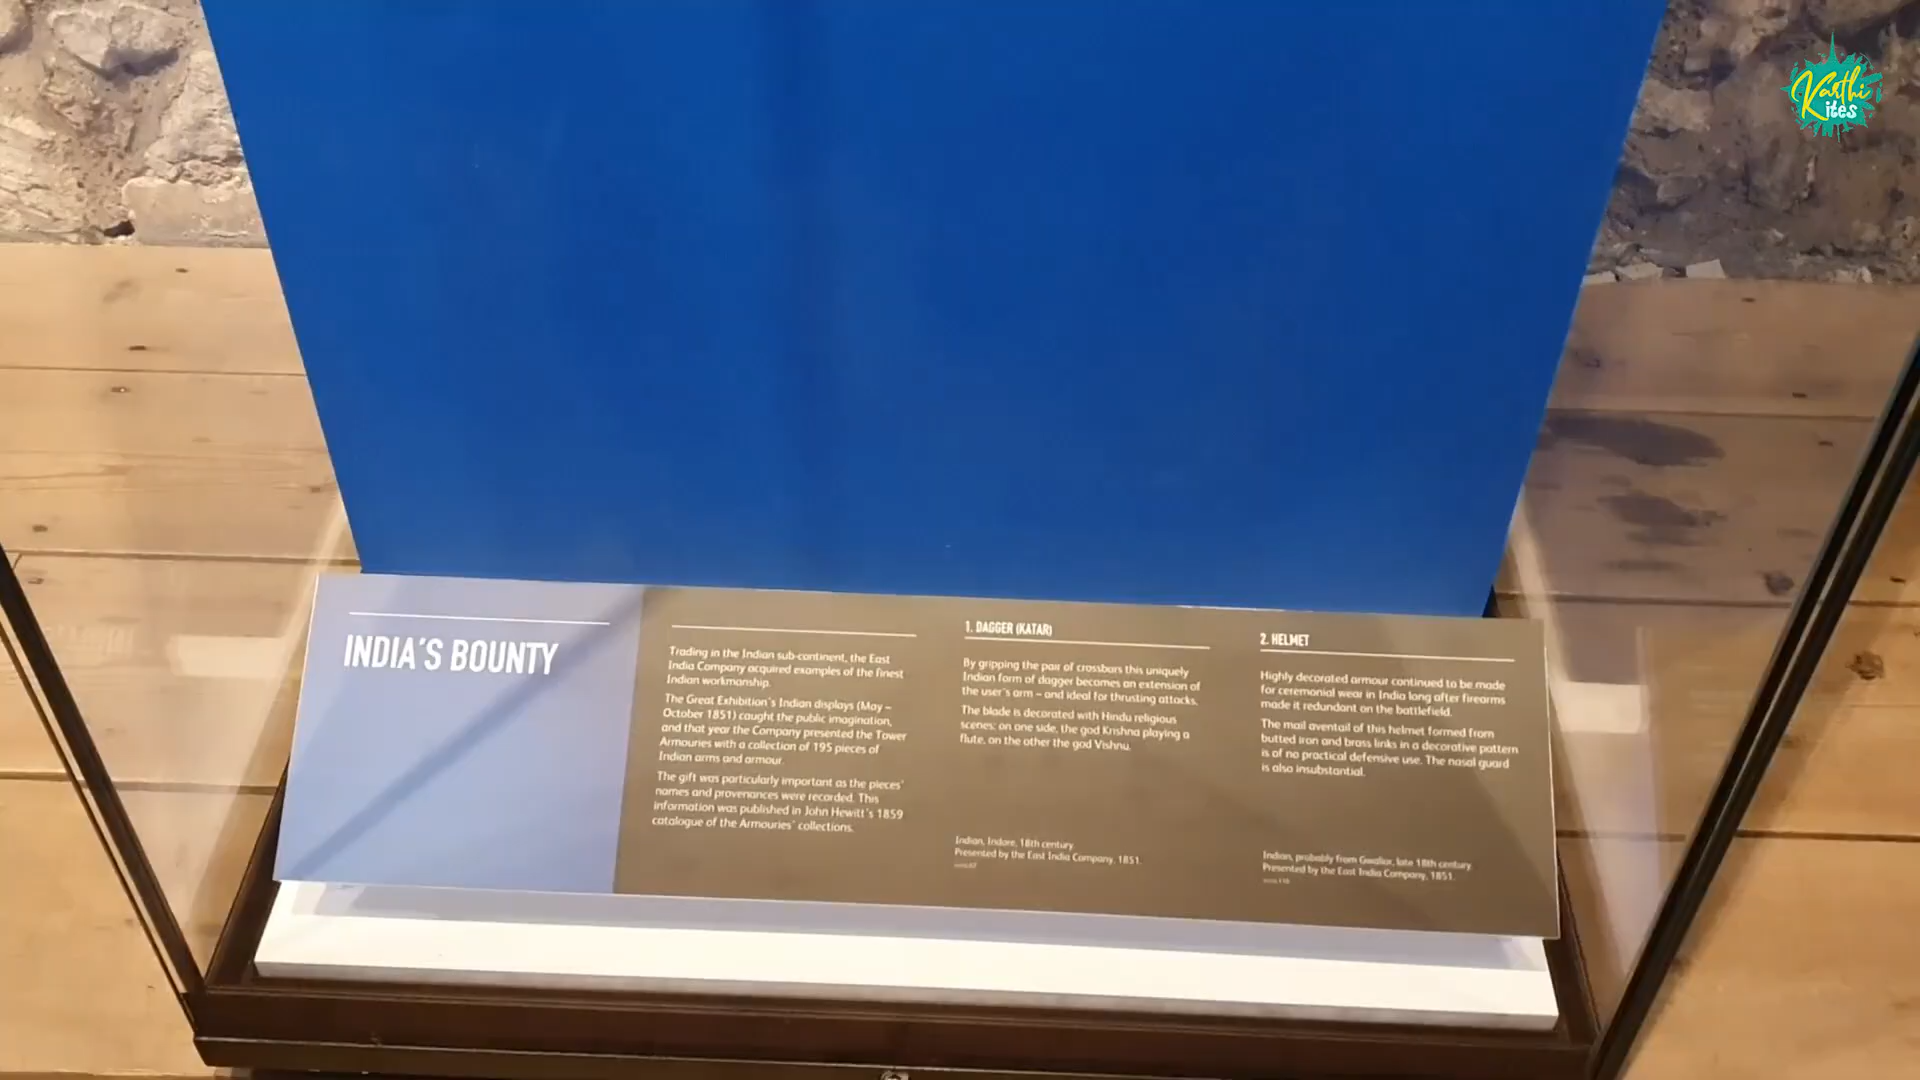 Karthi
Kites
INDIA'S BOUNTY
Trading in the Indian sub-continent, the East
India Company acquired examples of the finest
Indian workmanship.
The Great Exhibition's Indian displays (May –
October 1851) caught the public imagination,
and that year the Company presented the Tower
Armouries with a collection of 195 pieces of
Indian arms and armour.
The gift was particularly important as the pieces'
names and provenances were recorded. This
information was published in John Hewitt's 1859
catalogue of the Armouries' collections.
1. DAGGER (KATAR)
By gripping the pair of crossbars this uniquely
Indian form of dagger becomes an extension of
the user's arm – and ideal for thrusting attacks.
The blade is decorated with Hindu religious
scenes: on one side, the god Krishna playing a
flute, on the other the god Vishnu.
Indian, Indore, 18th century
Presented by the East India Company, 1851.
2. HELMET
Highly decorated armour continued to be made
for ceremonial wear in India long after firearms
made it redundant on the battlefield.
The mail aventail of this helmet formed from
butted iron and brass links in a decorative pattern
is of no practical defensive use. The nasal guard
is also insubstantial.
Indian, probably from Gwalior, late 18th century
Presented by the East India Company, 1851.